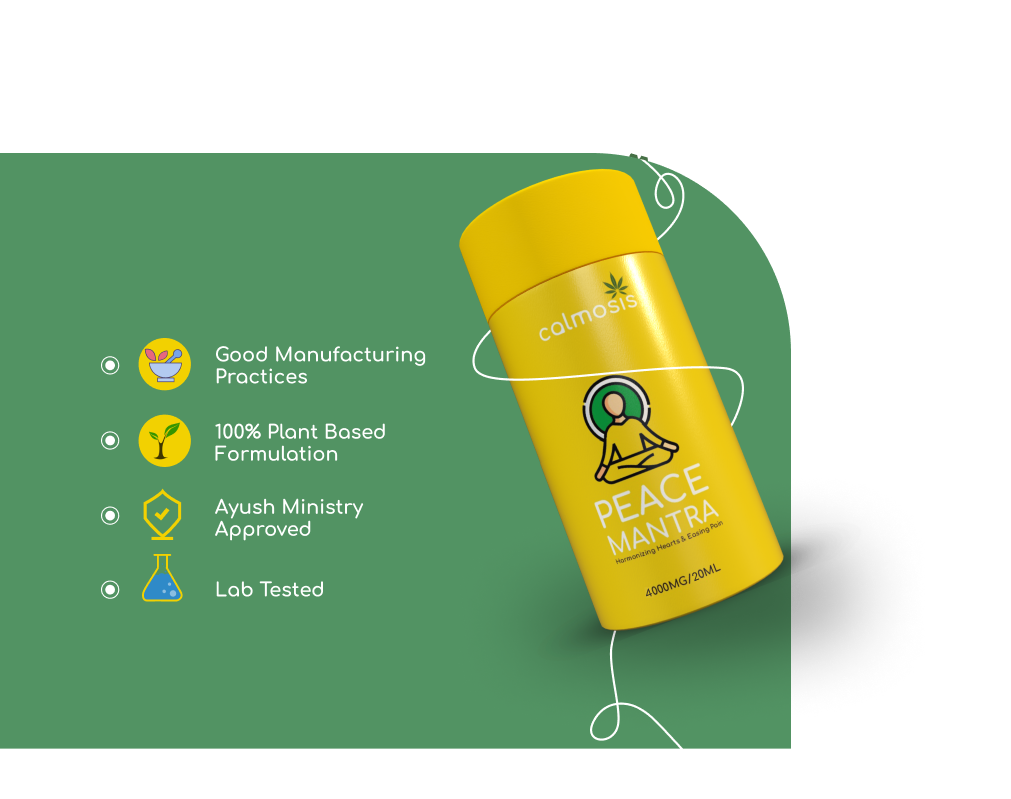 Good Manufacturing
Practices
100% Plant Based
Formulation
Ayush Ministry
Approved
Lab Tested
calmosis
PEACE
MANTRA
Harmonizing Hearts & Easing Pain
4000MG/20ML